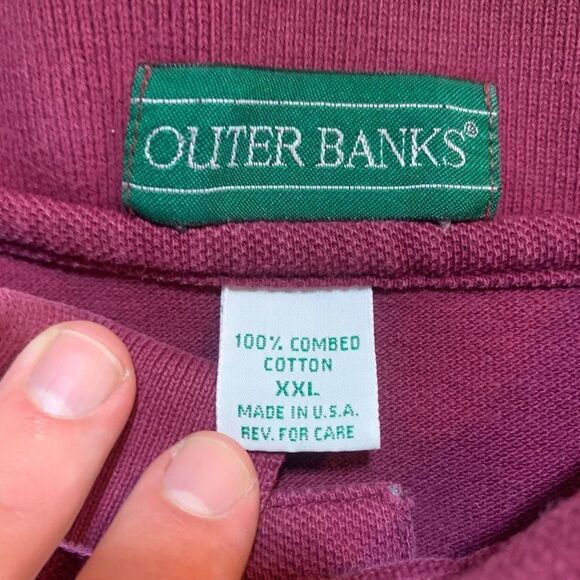 OUTER BANKS®
100% COMBED
COTTON
XXL
MADE IN U.S.A.
REV. FOR CARE